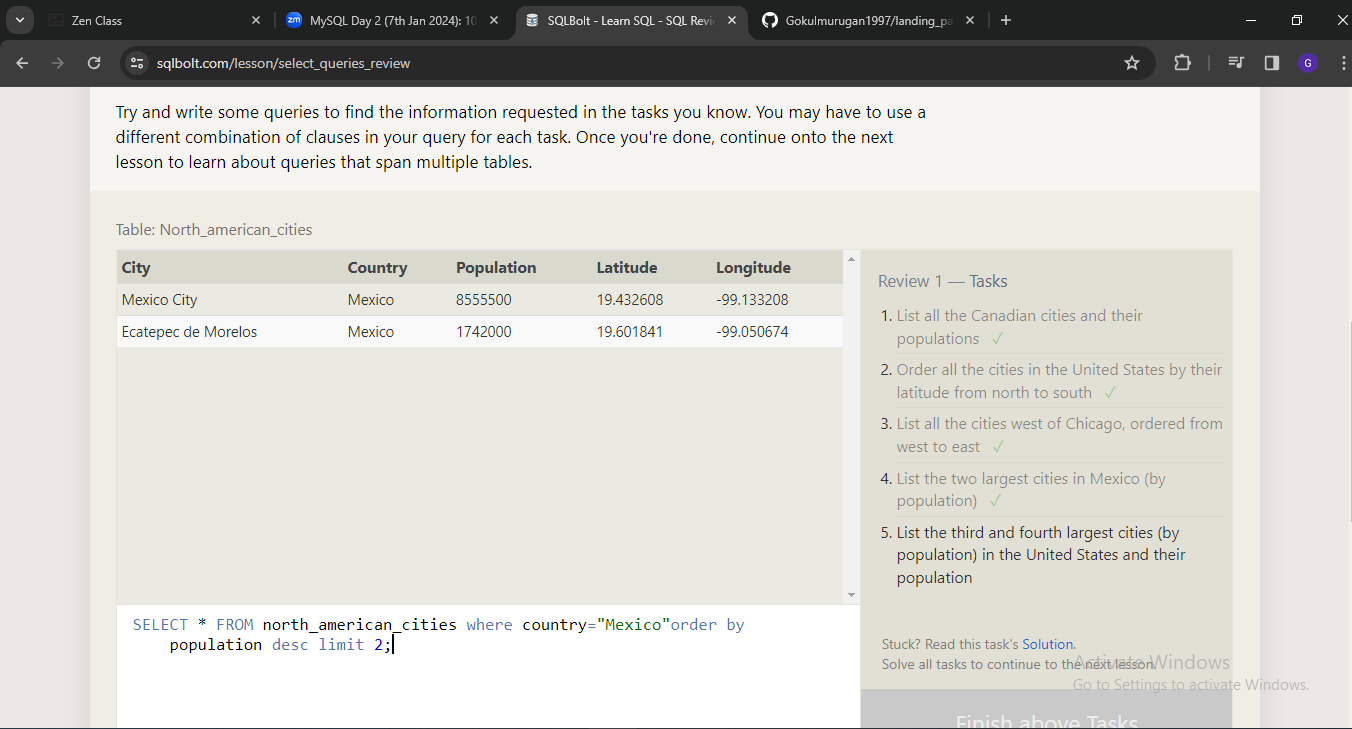 Zen Class
zm MySQL Day 2 (7th Jan 2024): 10
SQLBolt - Learn SQL - SQL Revie
Gokulmurugan1997/landing_pa
sqlbolt.com/lesson/select_queries_review
G
Try and write some queries to find the information requested in the tasks you know. You may have to use a
different combination of clauses in your query for each task. Once you're done, continue onto the next
lesson to learn about queries that span multiple tables.
Table: North_american_cities
City Country Population Latitude Longitude
Mexico City Mexico 8555500 19.432608 -99.133208
Ecatepec de Morelos Mexico 1742000 19.601841 -99.050674
SELECT * FROM north_american_cities where country="Mexico"order by
population desc limit 2;
Review 1 — Tasks
1. List all the Canadian cities and their
populations ✓
2. Order all the cities in the United States by their
latitude from north to south ✓
3. List all the cities west of Chicago, ordered from
west to east ✓
4. List the two largest cities in Mexico (by
population) ✓
5. List the third and fourth largest cities (by
population) in the United States and their
population
Stuck? Read this task's Solution.
Solve all tasks to continue to the next lesson.
Finish above Tasks
Activate Windows
Go to Settings to activate Windows.